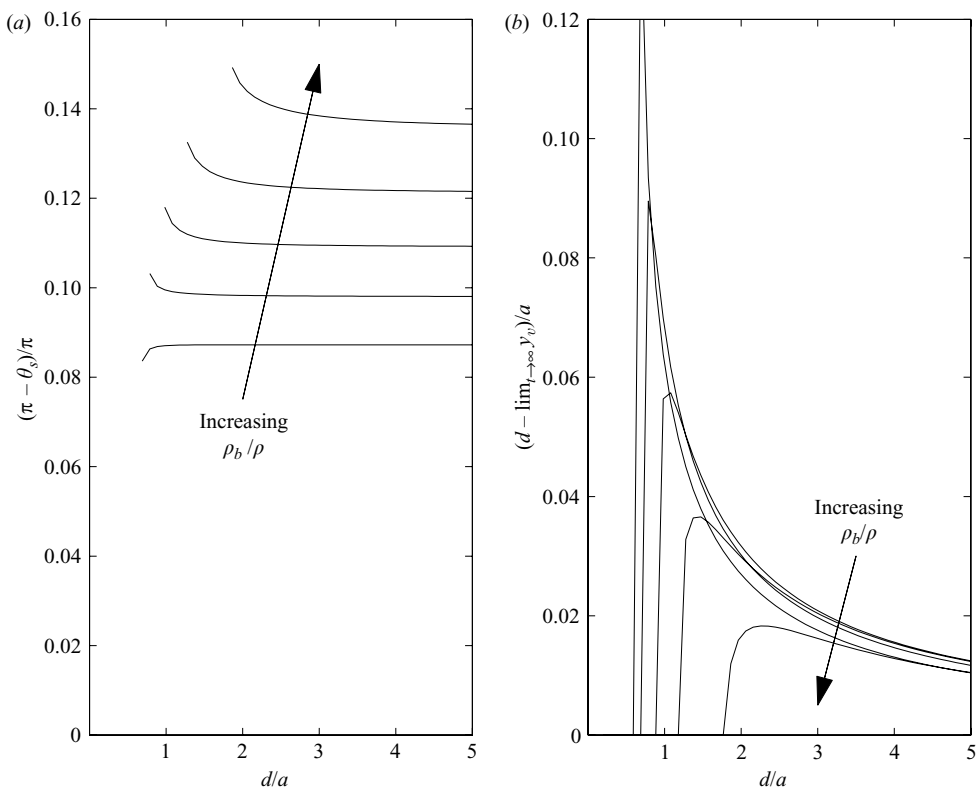 (a)
0.16
0.14
0.12
0.10
0.08
0.06
0.04
0.02
0
(π – θs)/π
Increasing
ρb /ρ
1
2
3
4
5
d/a
(b)
0.12
0.10
0.08
0.06
0.04
0.02
0
(d – limt→∞ yv)/a
Increasing
ρb/ρ
1
2
3
4
5
d/a